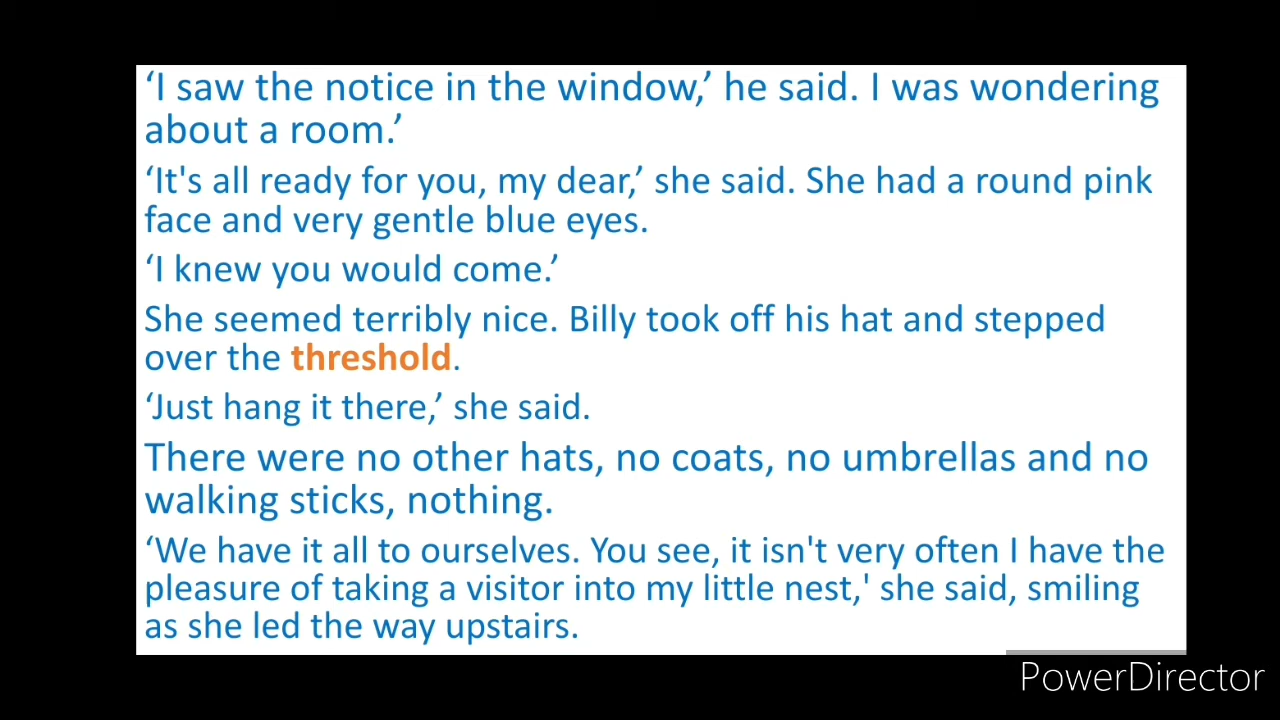 ‘I saw the notice in the window,’ he said. I was wondering
about a room.’
‘It's all ready for you, my dear,’ she said. She had a round pink
face and very gentle blue eyes.
‘I knew you would come.’
She seemed terribly nice. Billy took off his hat and stepped
over the threshold.
‘Just hang it there,’ she said.
There were no other hats, no coats, no umbrellas and no
walking sticks, nothing.
‘We have it all to ourselves. You see, it isn't very often I have the
pleasure of taking a visitor into my little nest,' she said, smiling
as she led the way upstairs.
PowerDirector